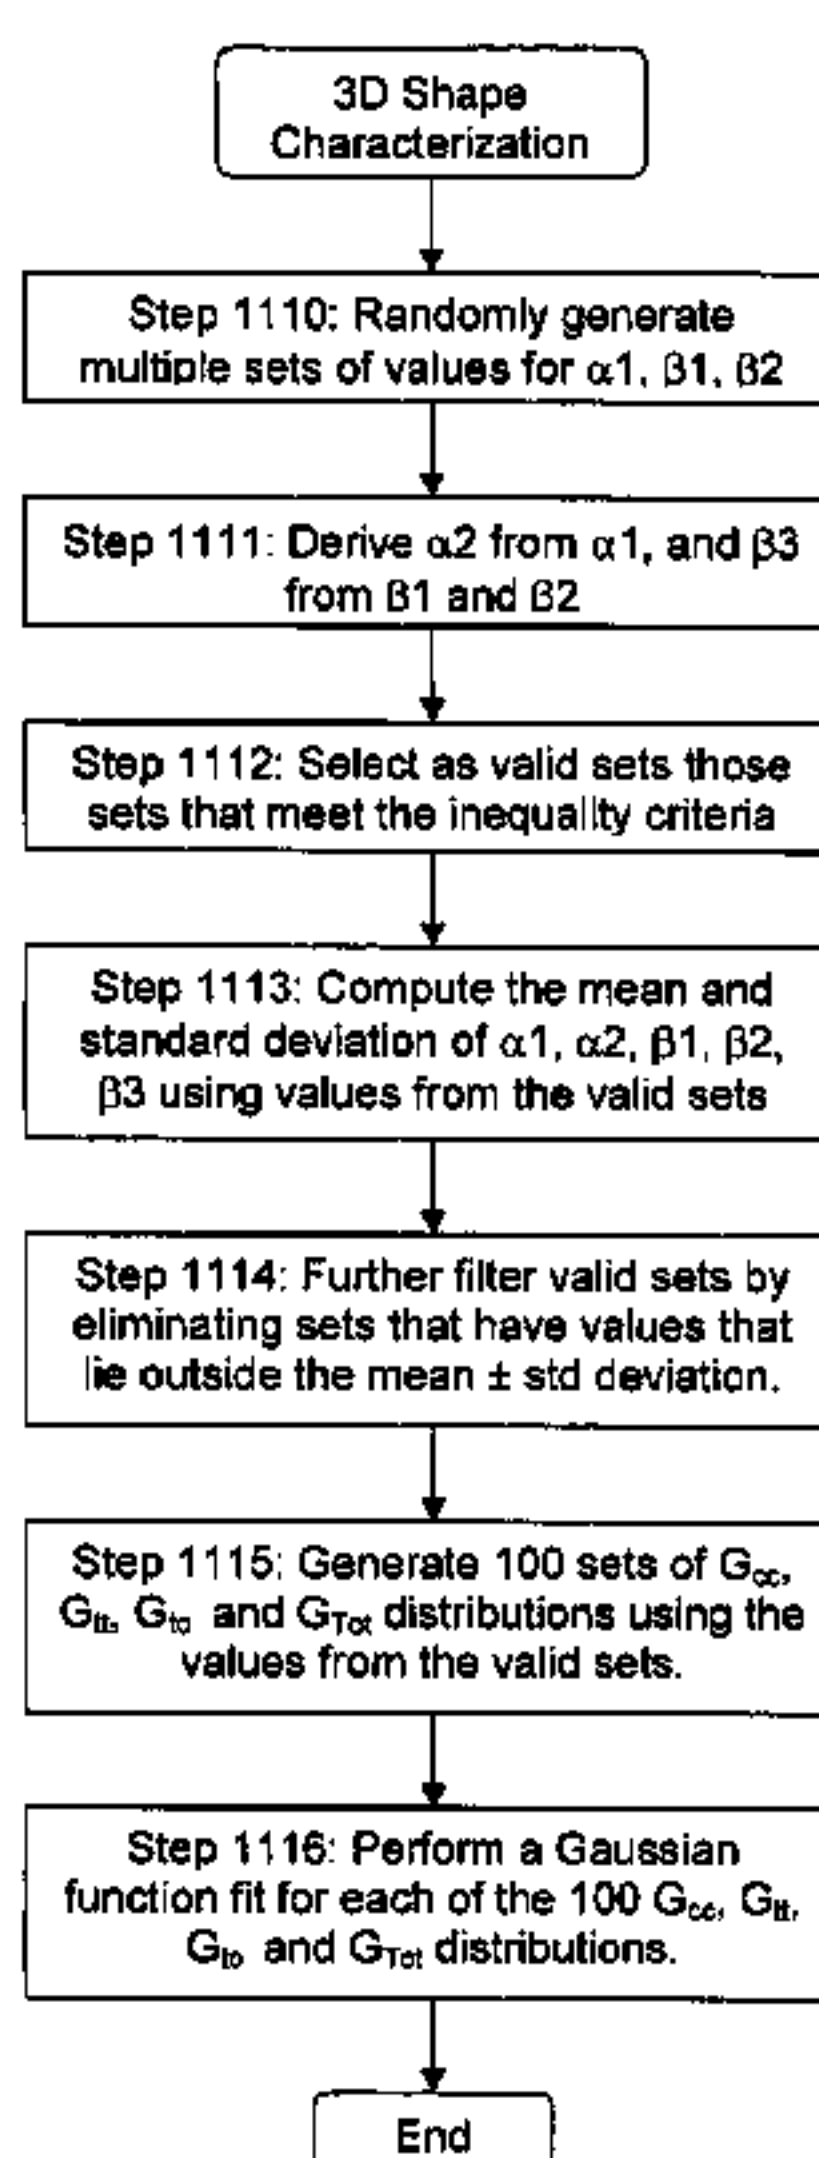 3D Shape
Characterization
Step 1110: Randomly generate
multiple sets of values for α1, β1, β2
Step 1111: Derive α2 from α1, and β3
from β1 and β2
Step 1112: Select as valid sets those
sets that meet the inequality criteria
Step 1113: Compute the mean and
standard deviation of α1, α2, β1, β2,
β3 using values from the valid sets
Step 1114: Further filter valid sets by
eliminating sets that have values that
lie outside the mean ± std deviation.
Step 1115: Generate 100 sets of Gcc,
Gtt, Gtc and GTot distributions using the
values from the valid sets.
Step 1116: Perform a Gaussian
function fit for each of the 100 Gcc, Gtt,
Gtc and GTot distributions.
End